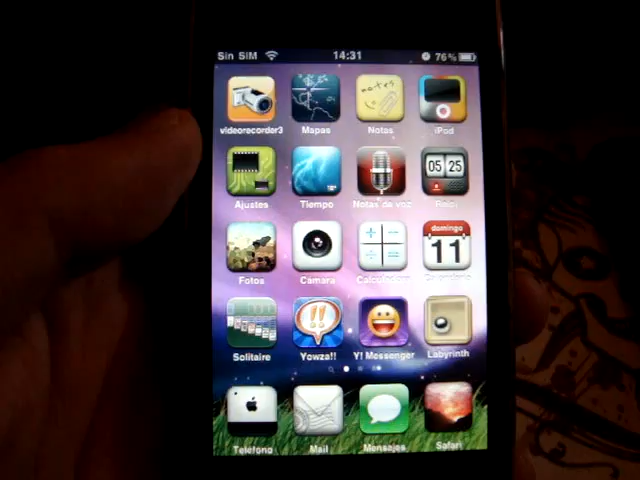 Sin SIM 14:31 76%
videorecorder3 Mapas Notas iPod
notes
05 25
Ajustes Tiempo Notas de voz Reloj
domingo
11
Fotos Cámara Calculadora Calendario
!!
Solitaire Yowza!! Y! Messenger Labyrinth
Teléfono Mail Mensajes Safari